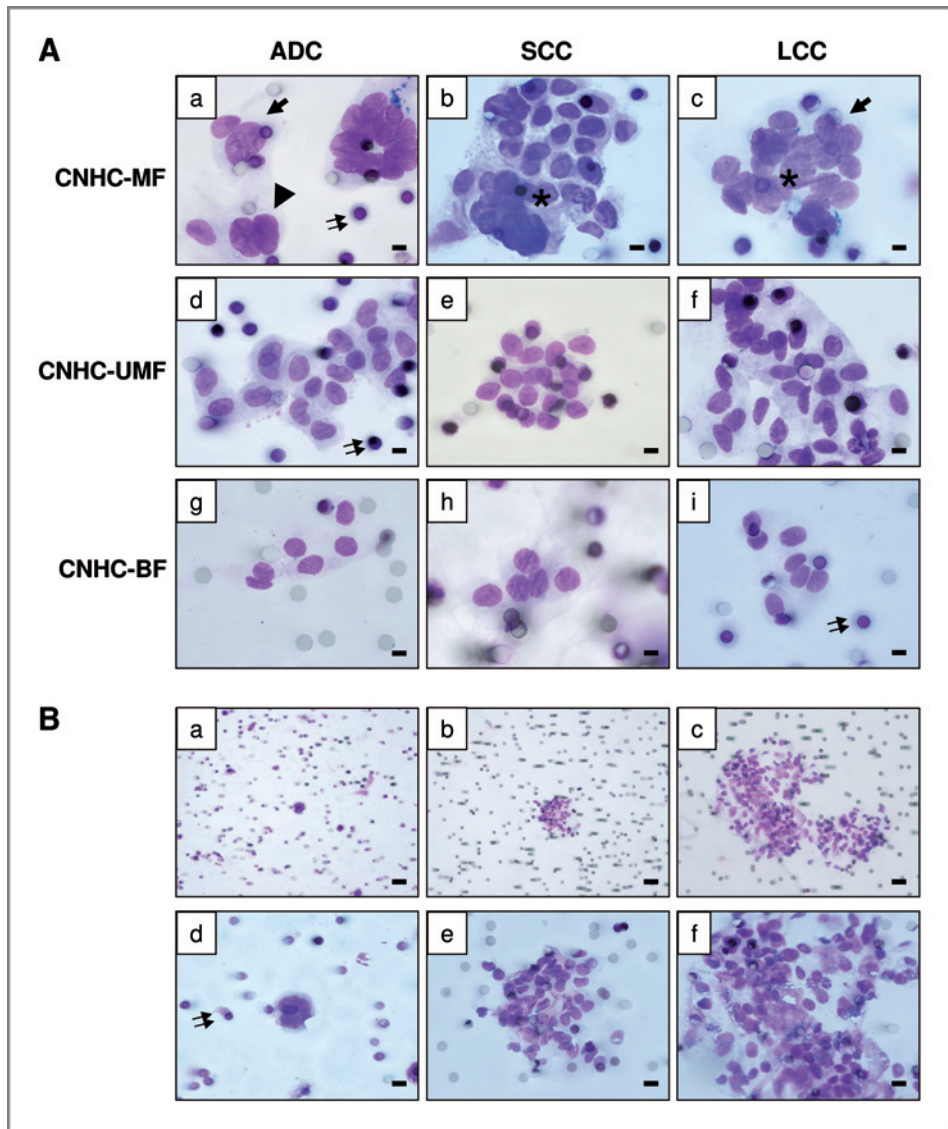 A
ADC SCC LCC
a b c
CNHC-MF
* *
d e f
CNHC-UMF
g h i
CNHC-BF
B
a b c
d e f